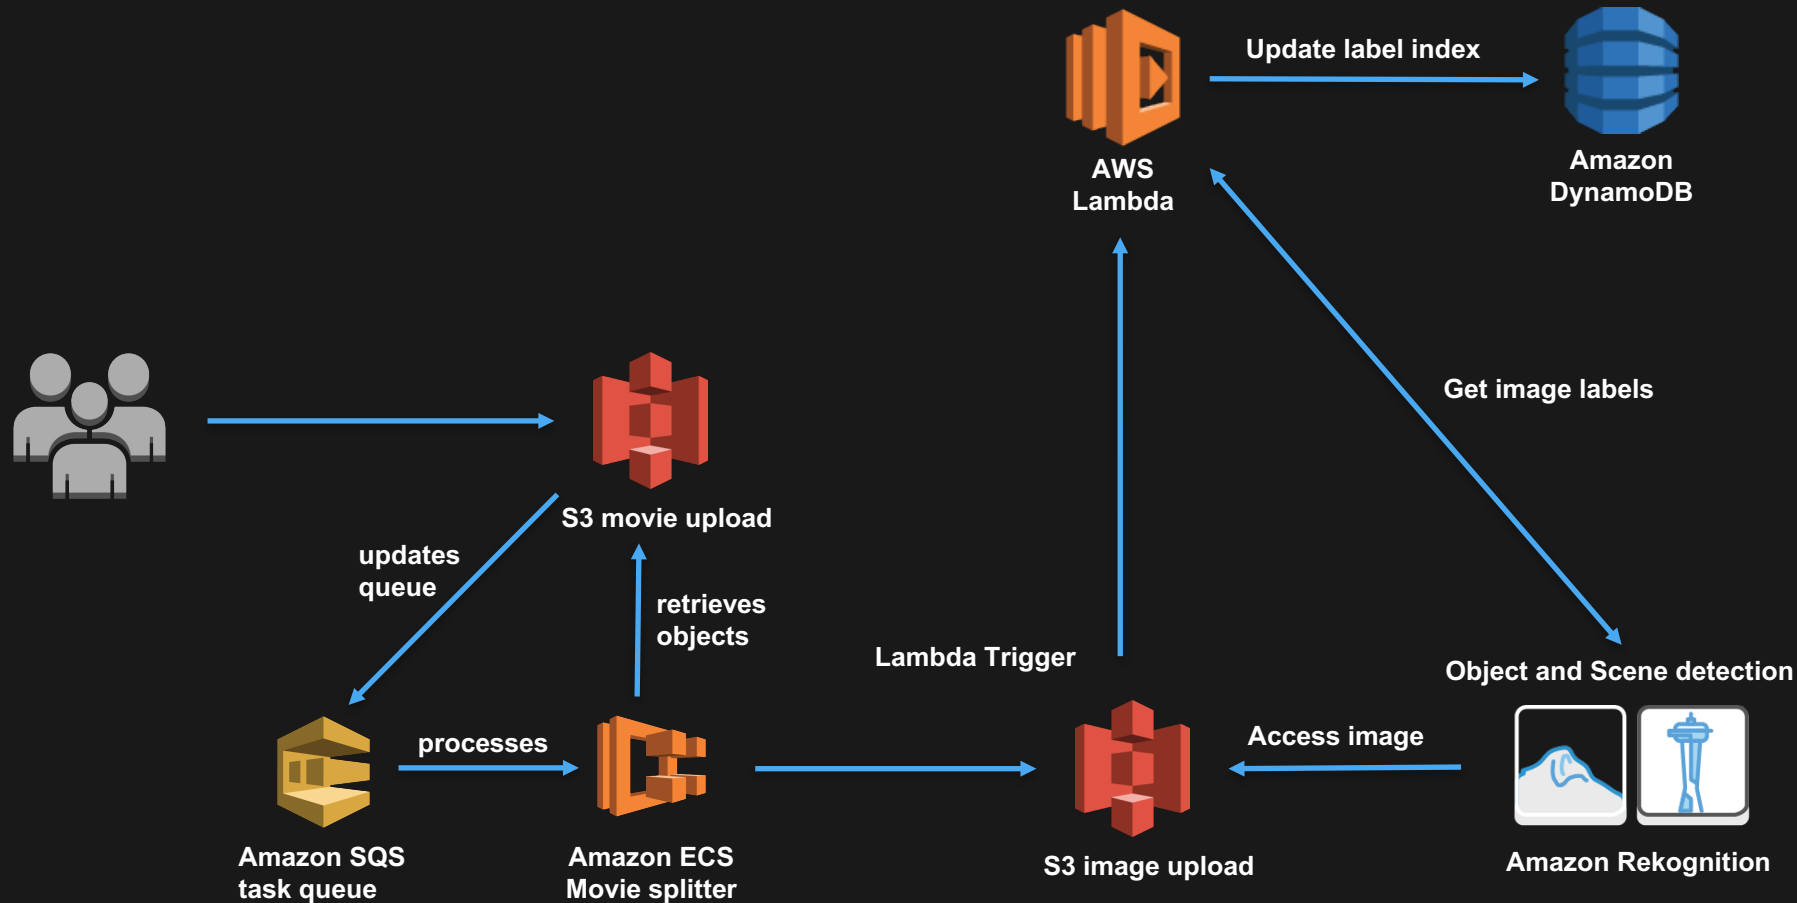 Update label index
AWS
Lambda
Amazon
DynamoDB
Get image labels
S3 movie upload
updates
queue
retrieves
objects
Lambda Trigger
Object and Scene detection
processes
Access image
Amazon SQS
task queue
Amazon ECS
Movie splitter
S3 image upload
Amazon Rekognition